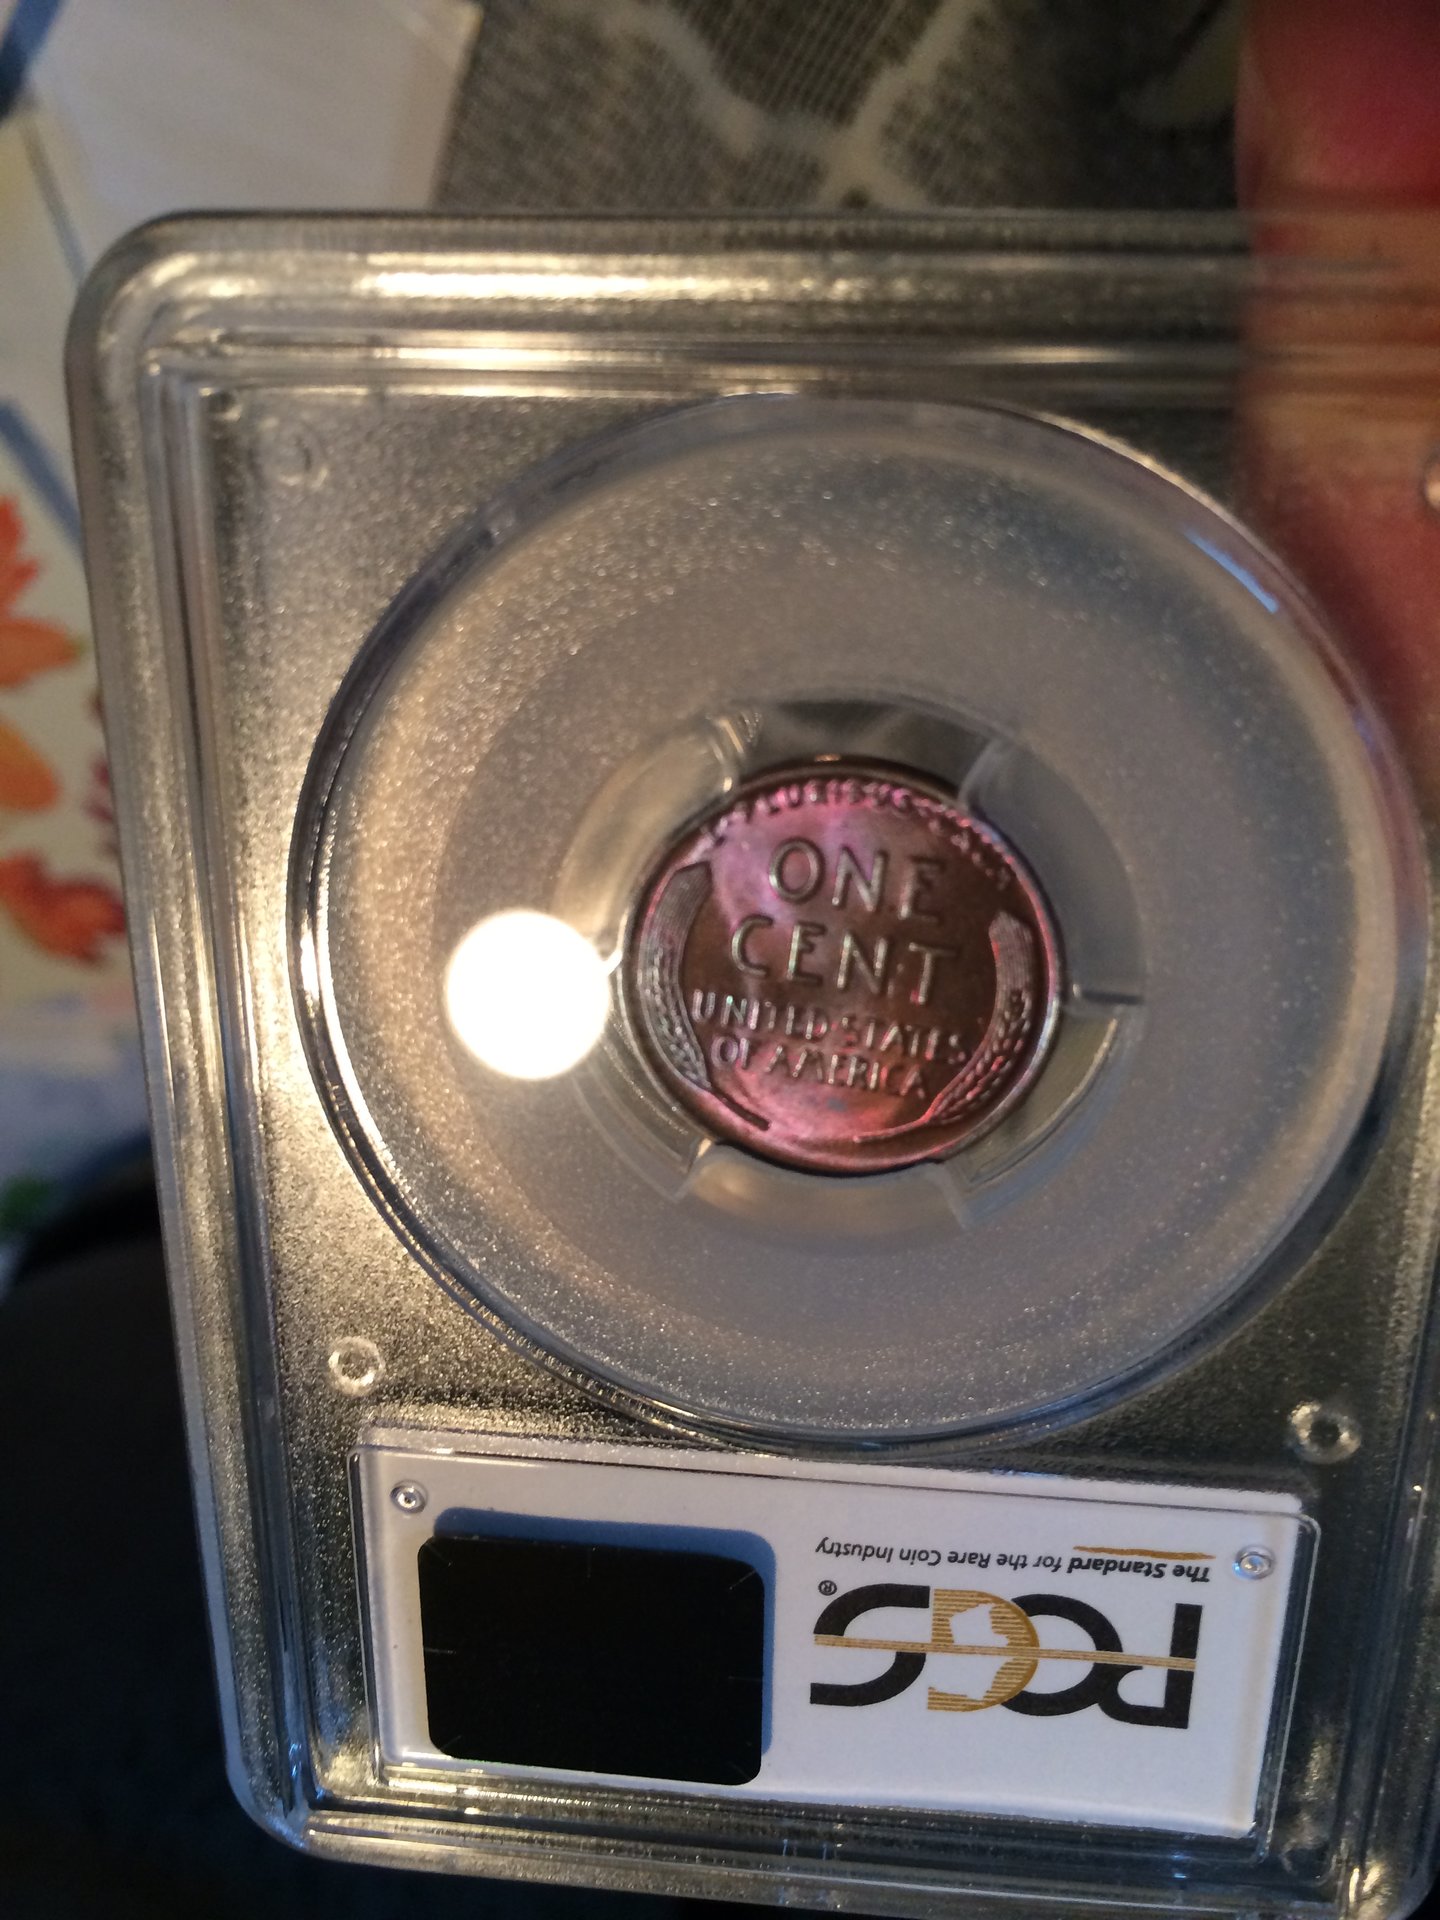 PLURIBUS UNUM
ONE
CENT
UNITED STATES
OF AMERICA
PCGS®
The Standard for the Rare Coin Industry